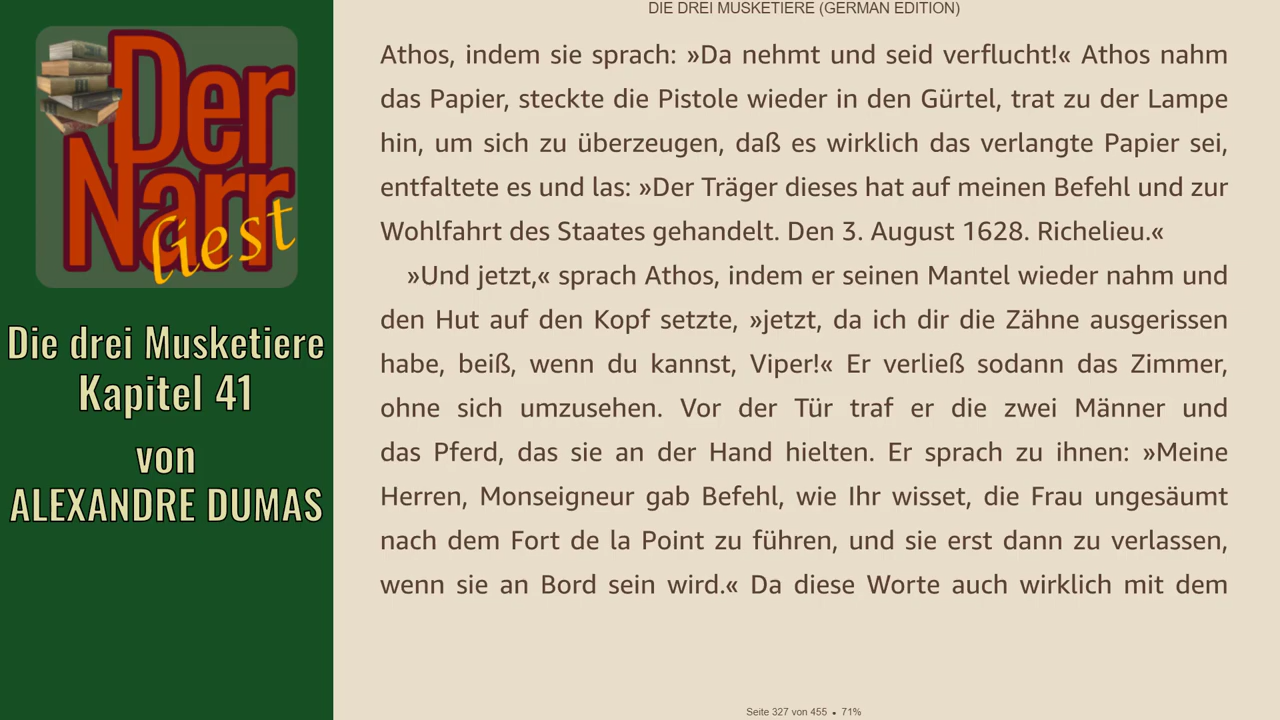 Der
Narr
liest
Die drei Musketiere
Kapitel 41
von
ALEXANDRE DUMAS
DIE DREI MUSKETIERE (GERMAN EDITION)
Athos, indem sie sprach: »Da nehmt und seid verflucht!« Athos nahm
das Papier, steckte die Pistole wieder in den Gürtel, trat zu der Lampe
hin, um sich zu überzeugen, daß es wirklich das verlangte Papier sei,
entfaltete es und las: »Der Träger dieses hat auf meinen Befehl und zur
Wohlfahrt des Staates gehandelt. Den 3. August 1628. Richelieu.«
»Und jetzt,« sprach Athos, indem er seinen Mantel wieder nahm und
den Hut auf den Kopf setzte, »jetzt, da ich dir die Zähne ausgerissen
habe, beiß, wenn du kannst, Viper!« Er verließ sodann das Zimmer,
ohne sich umzusehen. Vor der Tür traf er die zwei Männer und
das Pferd, das sie an der Hand hielten. Er sprach zu ihnen: »Meine
Herren, Monseigneur gab Befehl, wie Ihr wisset, die Frau ungesäumt
nach dem Fort de la Point zu führen, und sie erst dann zu verlassen,
wenn sie an Bord sein wird.« Da diese Worte auch wirklich mit dem
Seite 327 von 455 • 71%